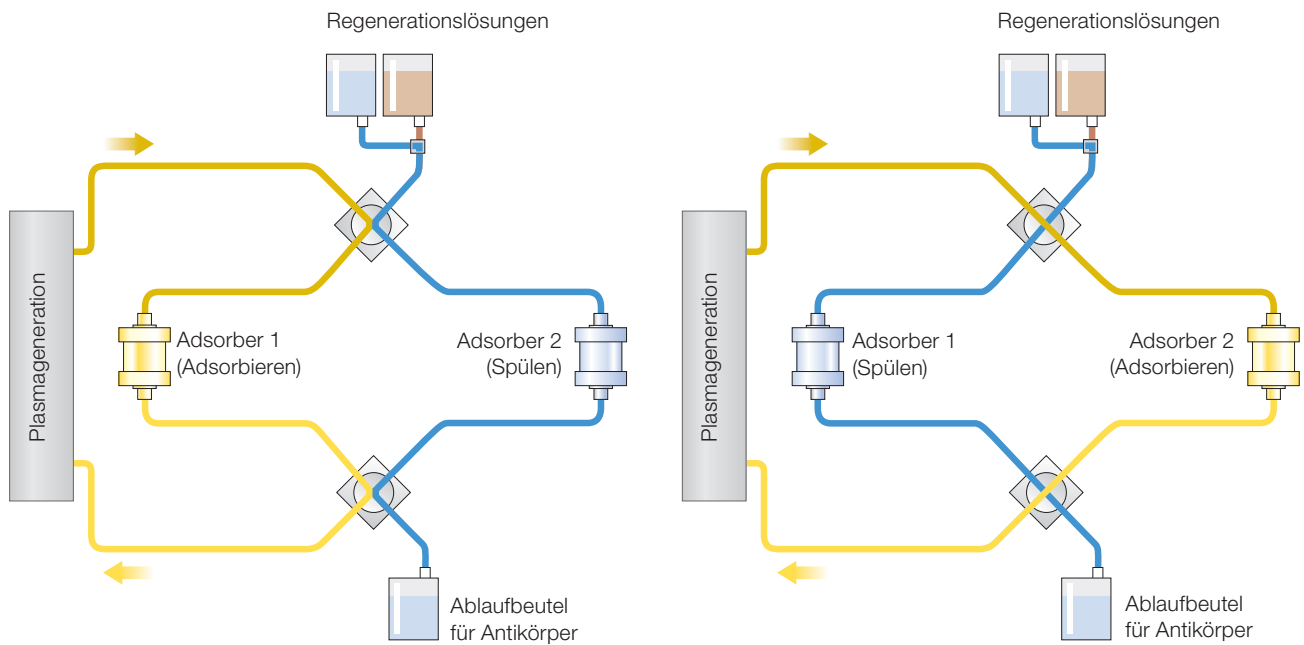 Regenerationslösungen
Plasmageneration
Adsorber 1
(Adsorbieren)
Adsorber 2
(Spülen)
Ablaufbeutel
für Antikörper
Regenerationslösungen
Plasmageneration
Adsorber 1
(Spülen)
Adsorber 2
(Adsorbieren)
Ablaufbeutel
für Antikörper